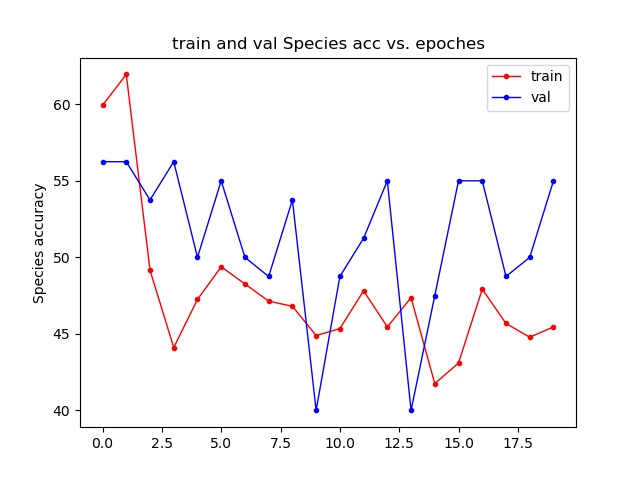 train and val Species acc vs. epoches
train
val
Species accuracy
60
55
50
45
40
0.0 2.5 5.0 7.5 10.0 12.5 15.0 17.5